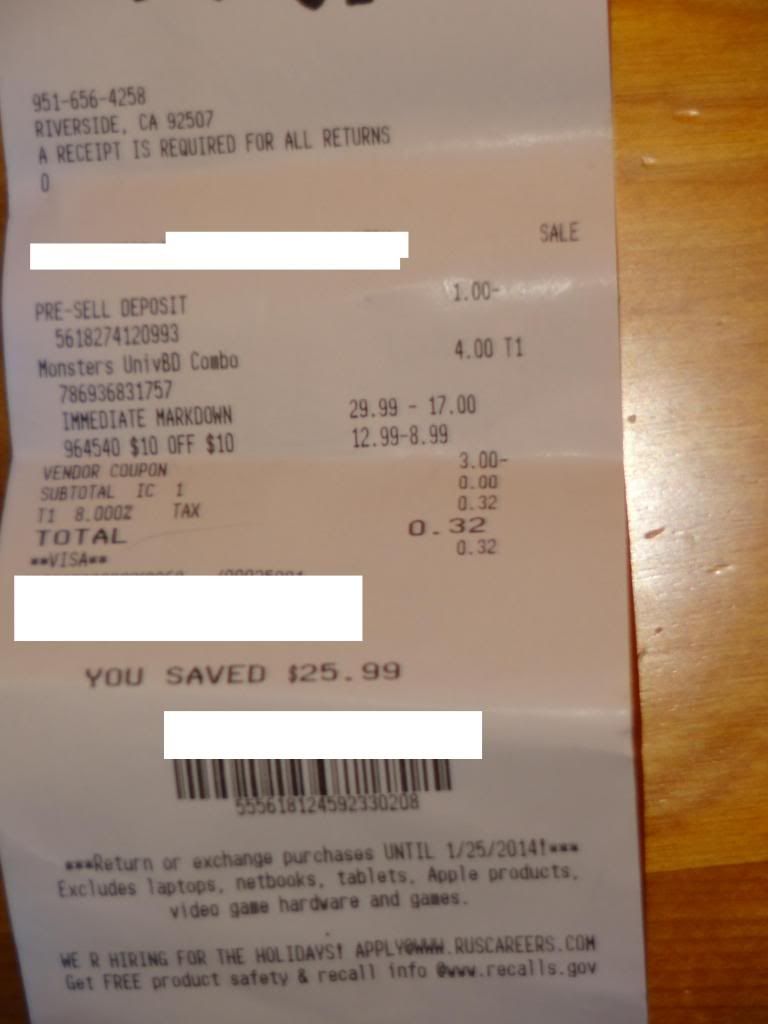 951-656-4258
RIVERSIDE, CA 92507
A RECEIPT IS REQUIRED FOR ALL RETURNS
0
SALE
PRE-SELL DEPOSIT 1.00-
5618274120993
Monsters UnivBD Combo 4.00 T1
786936831757
IMMEDIATE MARKDOWN 29.99 - 17.00
964540 $10 OFF $10 12.99-8.99
VENDOR COUPON 3.00-
SUBTOTAL IC 1 0.00
T1 8.000% TAX 0.32
TOTAL 0.32
**VISA** 0.32
YOU SAVED $25.99
555618124592330208
***Return or exchange purchases UNTIL 1/25/2014!***
Excludes laptops, netbooks, tablets, Apple products,
video game hardware and games.
WE R HIRING FOR THE HOLIDAYS! APPLY@WWW.RUSCAREERS.COM
Get FREE product safety & recall info @www.recalls.gov